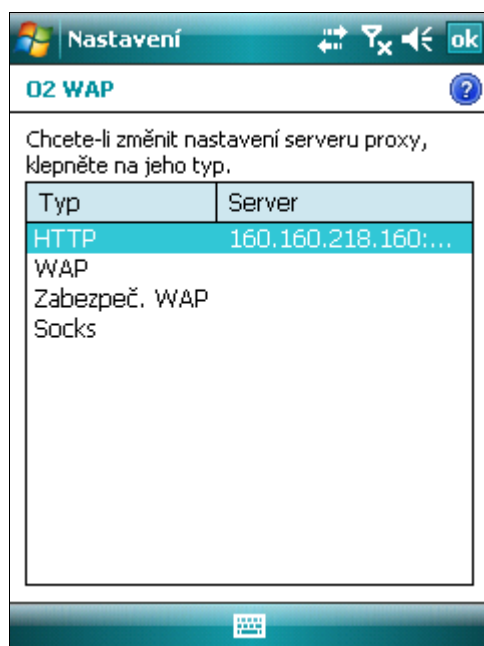 Nastavení
ok
O2 WAP
?
Chcete-li změnit nastavení serveru proxy,
klepněte na jeho typ.
Typ Server
HTTP 160.160.218.160:...
WAP
Zabezpeč. WAP
Socks